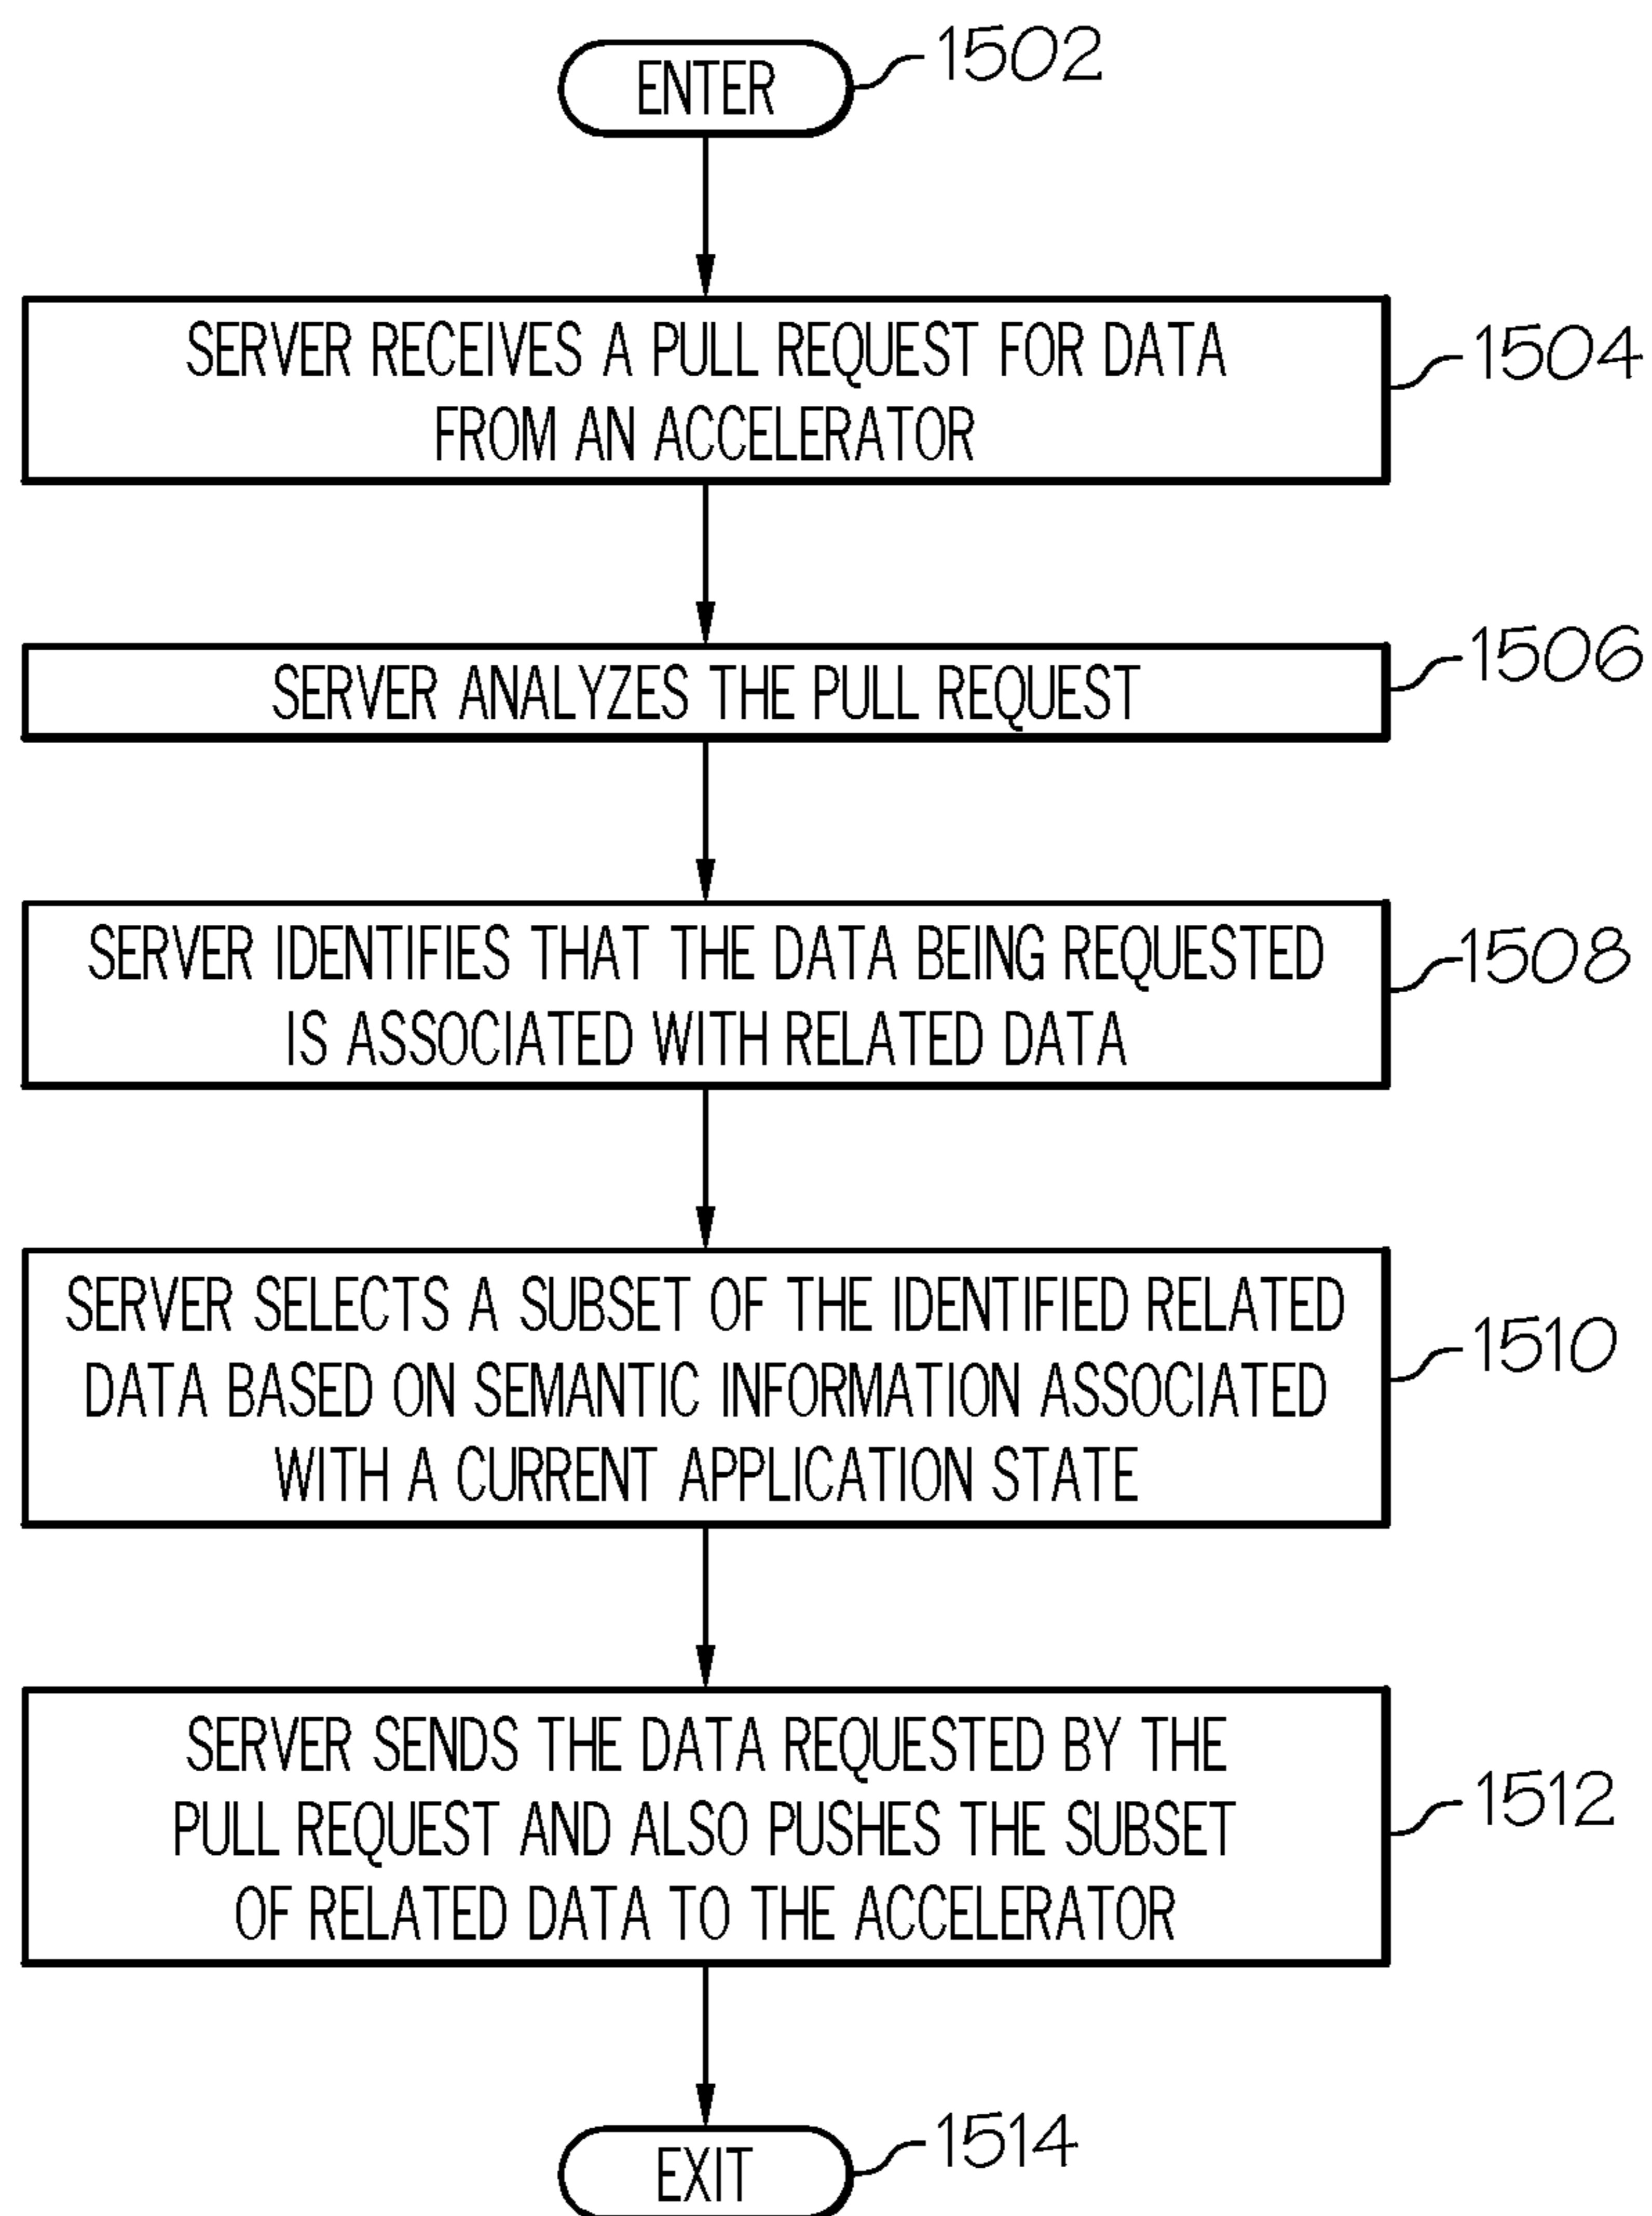 ENTER
1502
SERVER RECEIVES A PULL REQUEST FOR DATA
FROM AN ACCELERATOR
1504
SERVER ANALYZES THE PULL REQUEST
1506
SERVER IDENTIFIES THAT THE DATA BEING REQUESTED
IS ASSOCIATED WITH RELATED DATA
1508
SERVER SELECTS A SUBSET OF THE IDENTIFIED RELATED
DATA BASED ON SEMANTIC INFORMATION ASSOCIATED
WITH A CURRENT APPLICATION STATE
1510
SERVER SENDS THE DATA REQUESTED BY THE
PULL REQUEST AND ALSO PUSHES THE SUBSET
OF RELATED DATA TO THE ACCELERATOR
1512
EXIT
1514